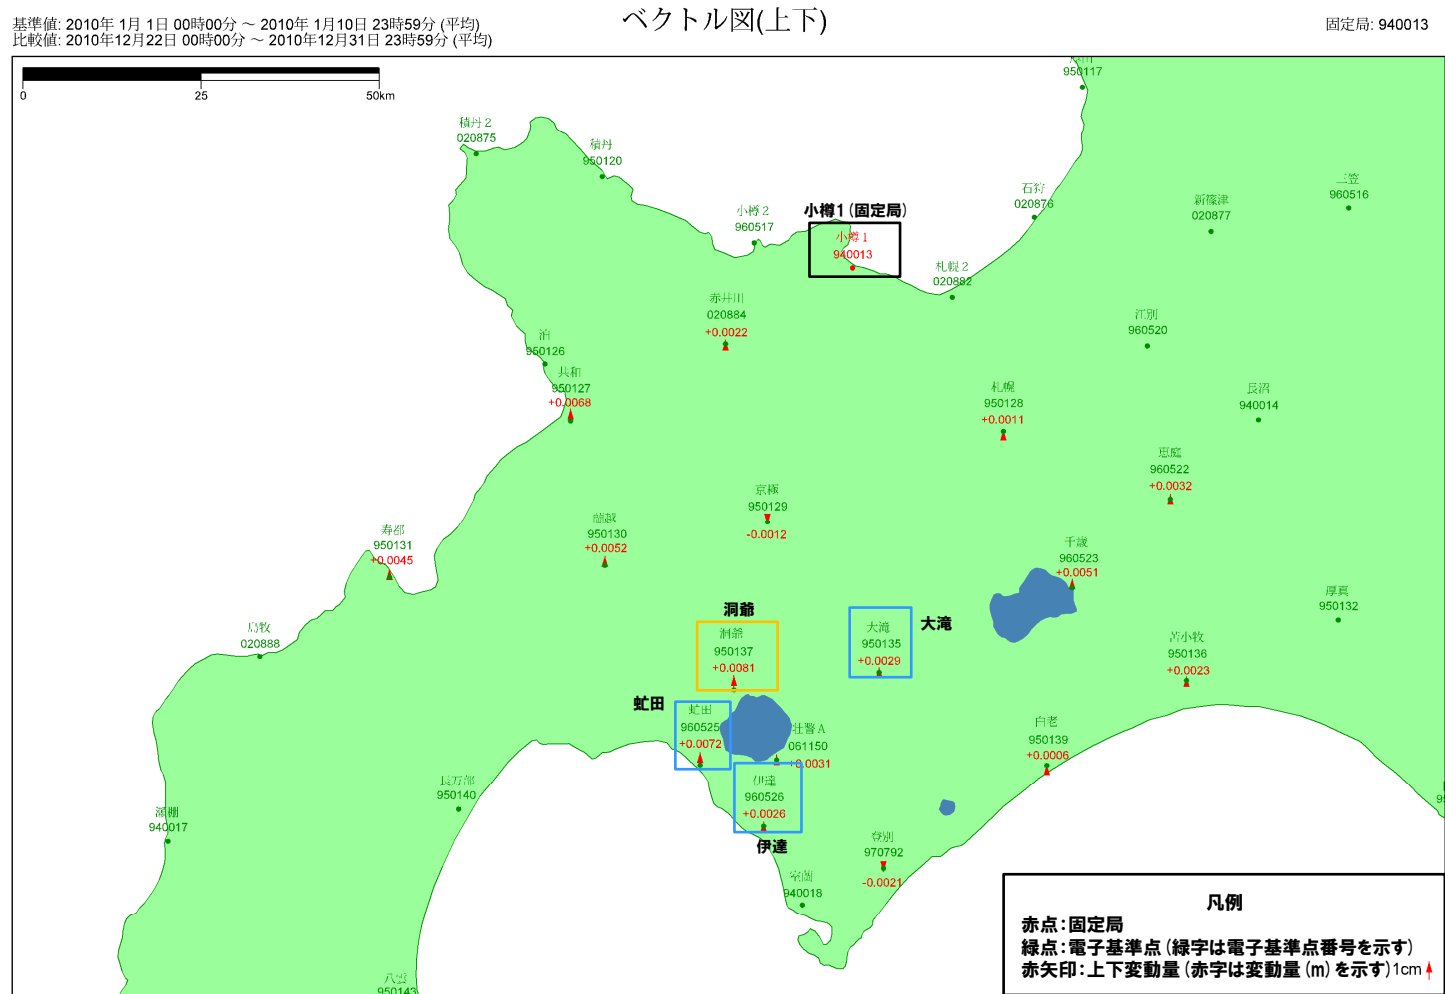 ベクトル図(上下)
基準値: 2010年 1月 1日 00時00分 ～ 2010年 1月10日 23時59分 (平均)
比較値: 2010年12月22日 00時00分 ～ 2010年12月31日 23時59分 (平均)
固定局: 940013
0 25 50km
950117
積丹２
020875
積丹
950120
小樽２
960517
小樽１(固定局)
小樽１
940013
石狩
020876
新篠津
020877
三笠
960516
札幌２
020882
赤井川
020884
+0.0022
江別
960520
泊
950126
共和
950127
+0.0068
札幌
950128
+0.0011
長沼
940014
恵庭
960522
+0.0032
京極
950129
-0.0012
蘭越
950130
+0.0052
寿都
950131
+0.0045
千歳
960523
+0.0051
厚真
950132
島牧
020888
洞爺
洞爺
950137
+0.0081
大滝
大滝
950135
+0.0029
苫小牧
950136
+0.0023
虻田
虻田
960525
+0.0072
壮瞥Ａ
061150
+0.0031
白老
950139
+0.0006
伊達
960526
+0.0026
伊達
長万部
950140
瀬棚
940017
登別
970792
-0.0021
室蘭
940018
八雲
950143
凡例
赤点:固定局
緑点:電子基準点(緑字は電子基準点番号を示す)
赤矢印:上下変動量(赤字は変動量(m)を示す)1cm